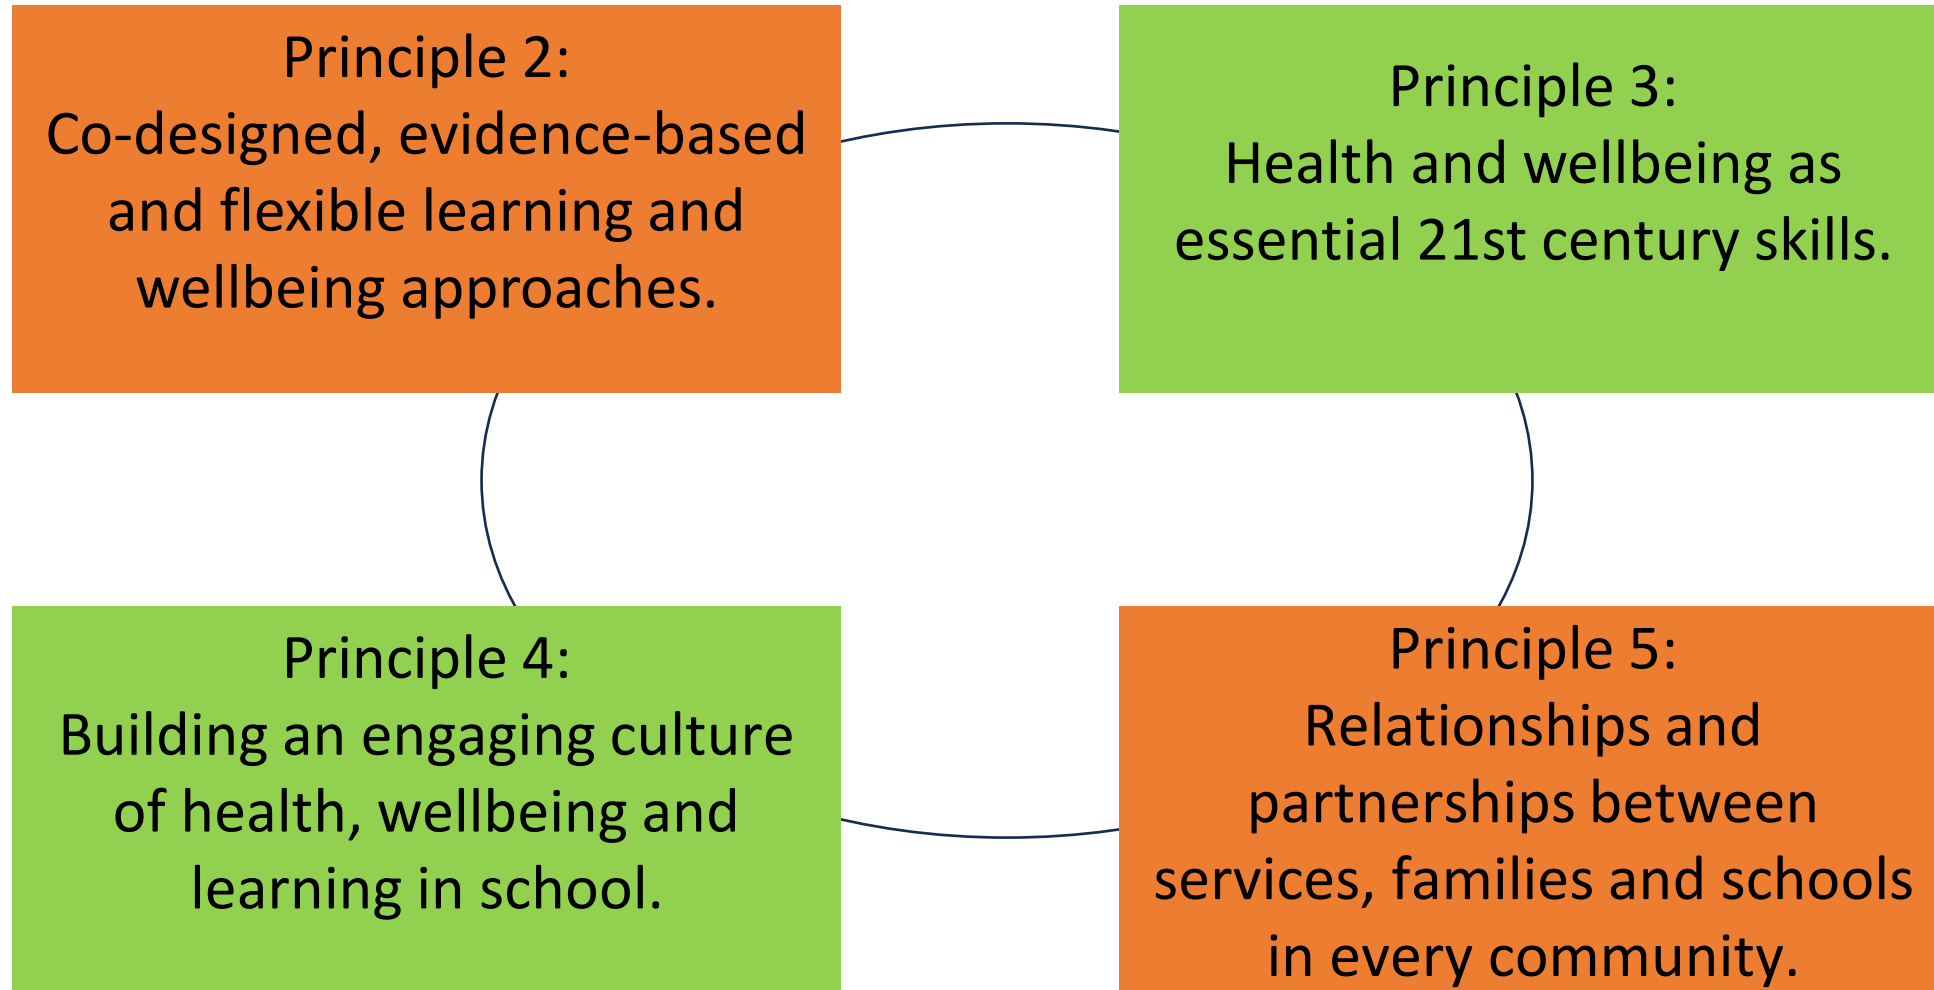 Principle 2:
Co-designed, evidence-based
and flexible learning and
wellbeing approaches.
Principle 3:
Health and wellbeing as
essential 21st century skills.
Principle 4:
Building an engaging culture
of health, wellbeing and
learning in school.
Principle 5:
Relationships and
partnerships between
services, families and schools
in every community.